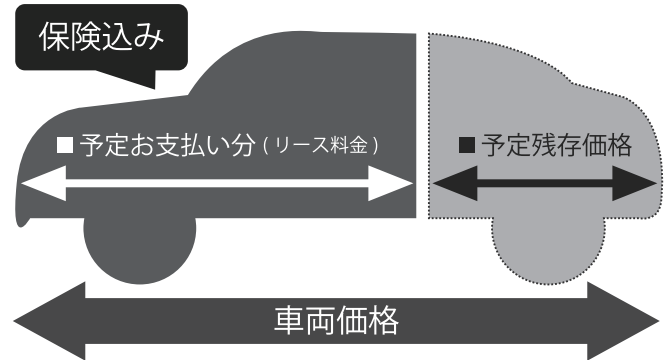 保険込み
■予定お支払い分(リース料金)
■予定残存価格
車両価格